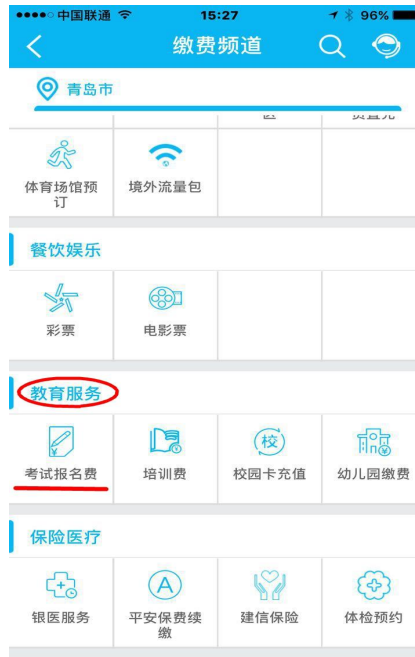 中国联通 15:27 96%
缴费频道
青岛市
体育场馆预订 境外流量包
餐饮娱乐
彩票 电影票
教育服务
¥ ¥ 校 ¥
考试报名费 培训费 校园卡充值 幼儿园缴费
保险医疗
A
银医服务 平安保费续缴 建信保险 体检预约